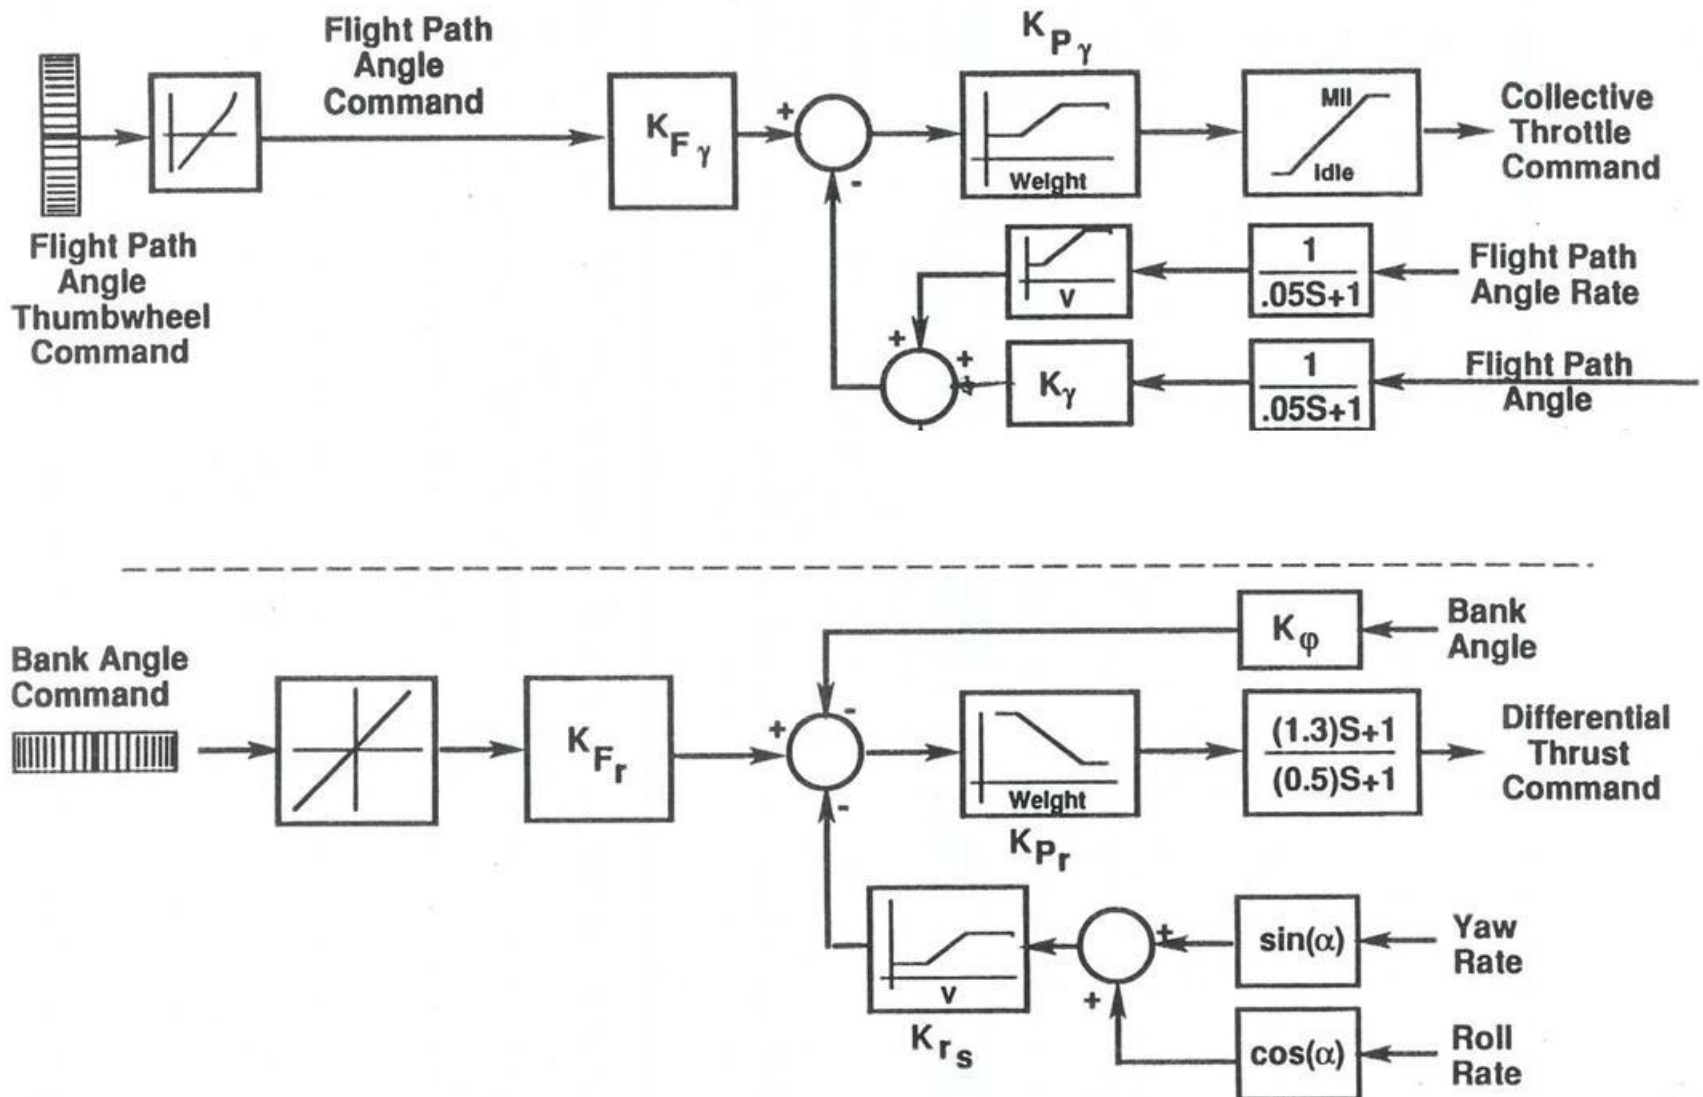 Flight Path
Angle
Command
Flight Path
Angle
Thumbwheel
Command
K F γ
+
-
K P γ
Weight
Mil
Idle
Collective
Throttle
Command
V
1
.05S+1
Flight Path
Angle Rate
+
+
K γ
1
.05S+1
Flight Path
Angle
K φ
Bank
Angle
Bank Angle
Command
K F r
+
-
-
Weight
K P r
(1.3)S+1
(0.5)S+1
Differential
Thrust
Command
V
K r s
+
+
sin(α)
Yaw
Rate
cos(α)
Roll
Rate